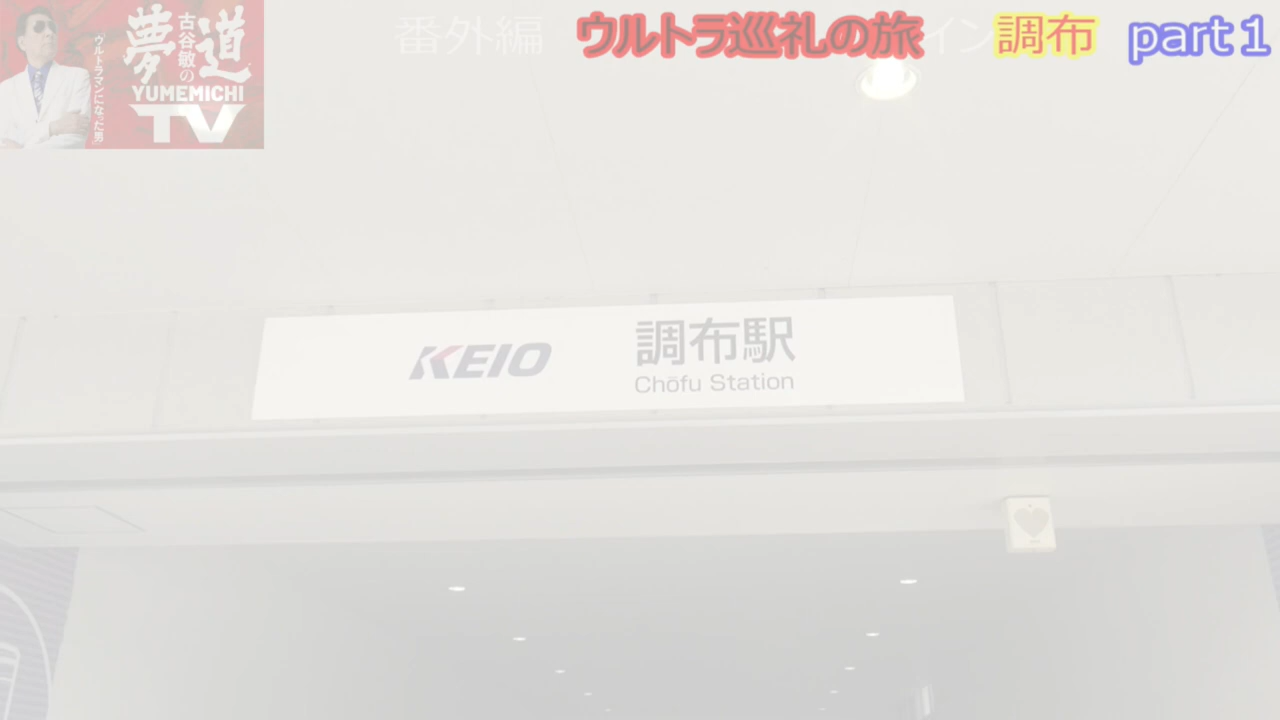 古谷敏の
夢道
YUMEMICHI
TV
「ウルトラマンになった男」
番外編 ウルトラ巡礼の旅 イン 調布 part1
KEIO 調布駅
Chōfu Station